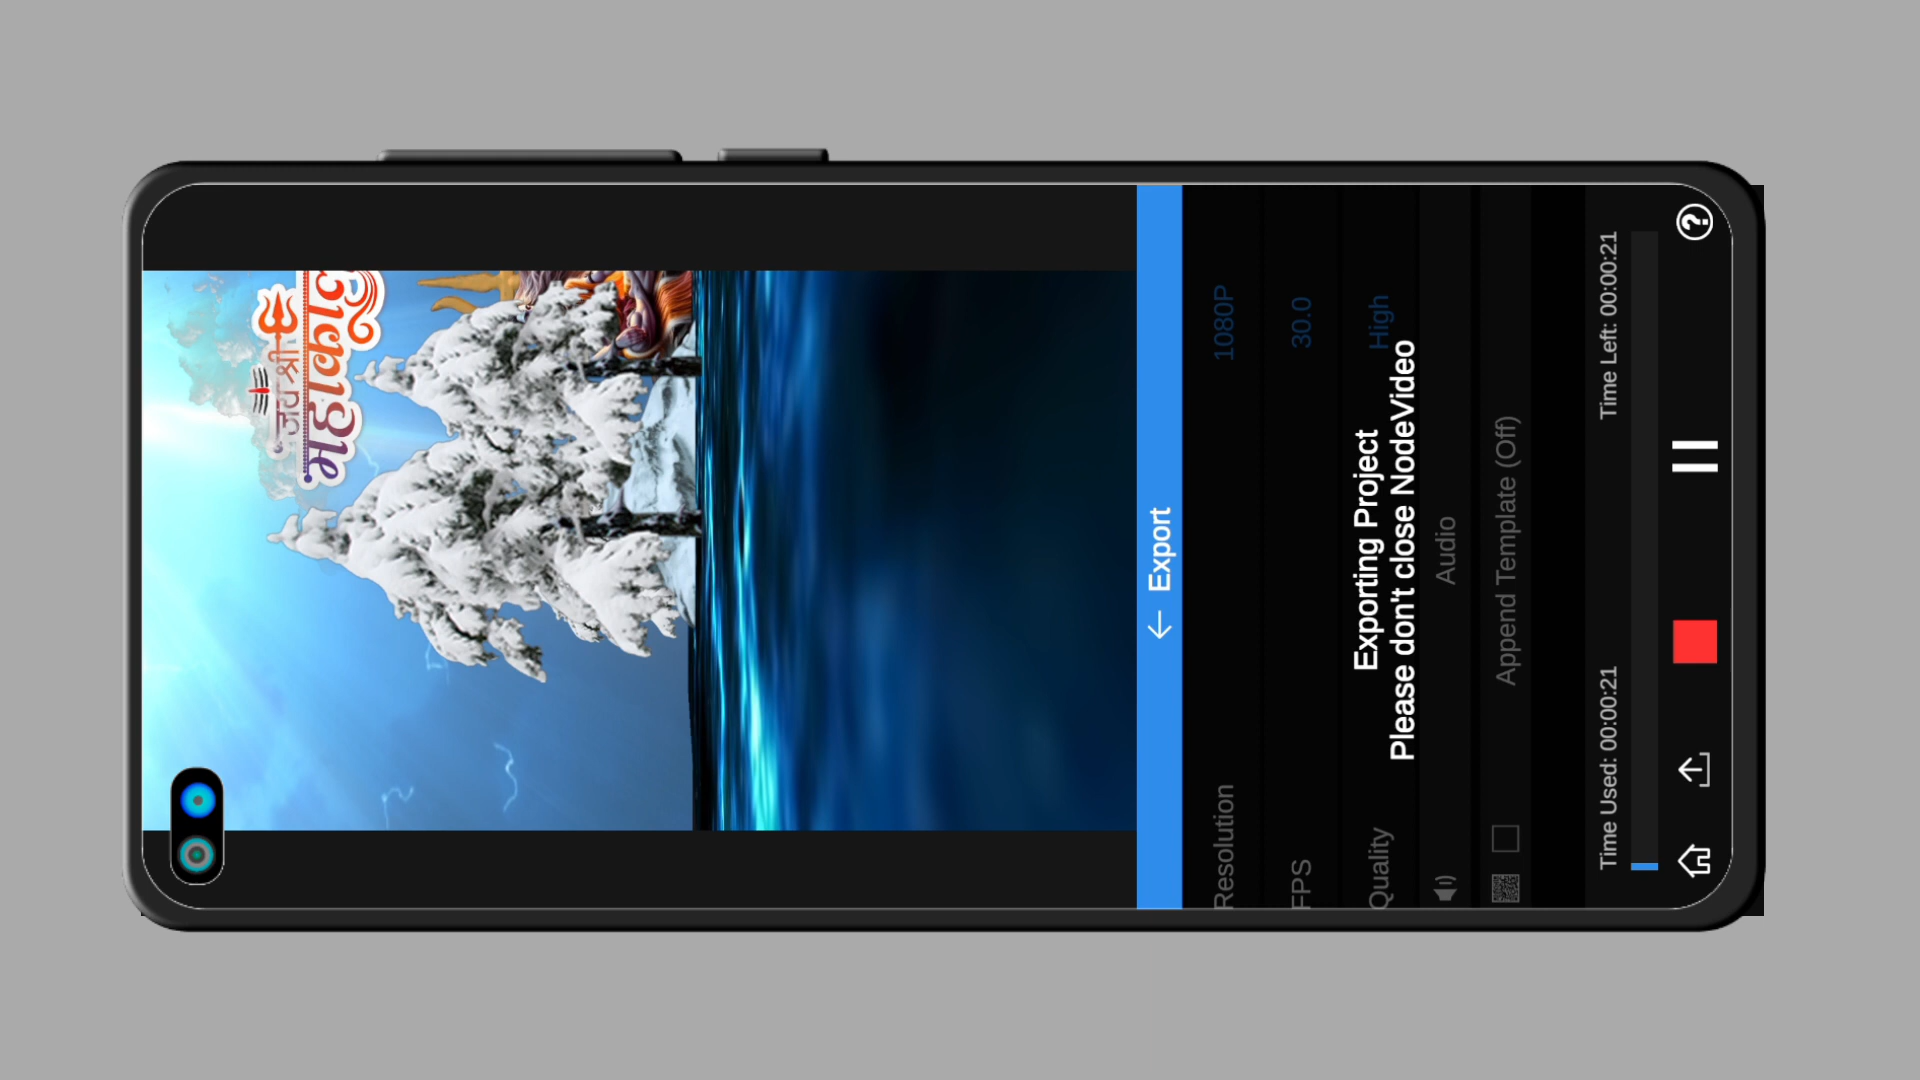 जय श्री
महाकाल
← Export
Resolution 1080P
FPS 30.0
Quality High
Exporting Project
Please don't close NodeVideo
Audio
Append Template (Off)
Time Used: 00:00:21 Time Left: 00:00:21